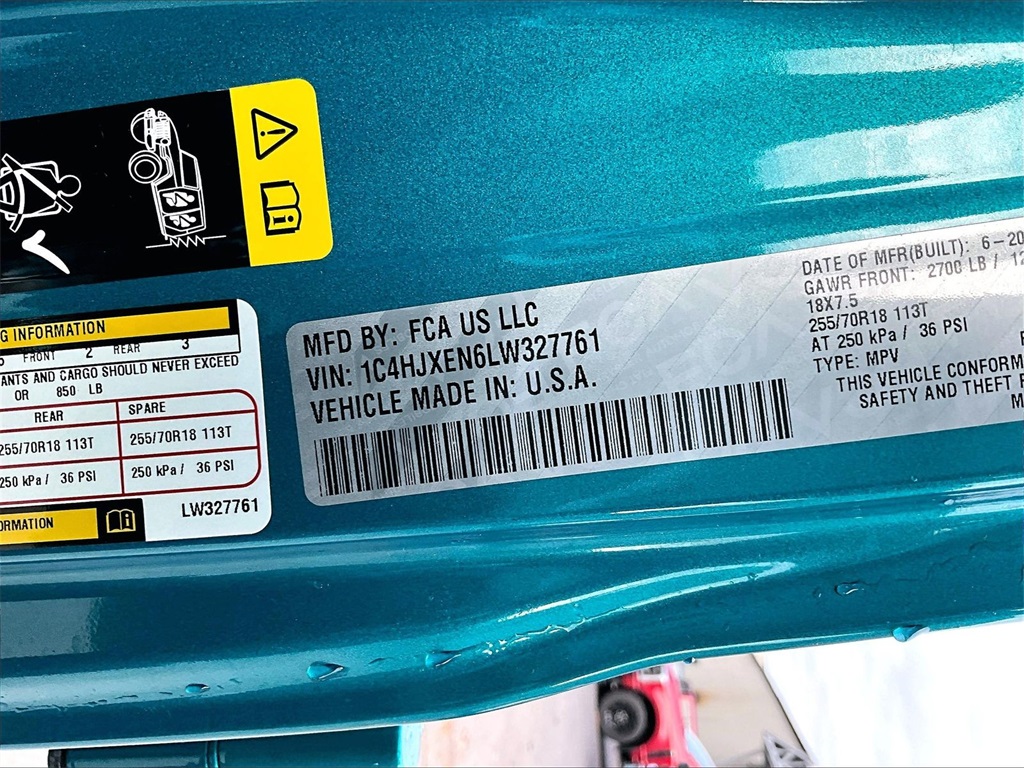 G INFORMATION
FRONT 2 REAR 3
ANTS AND CARGO SHOULD NEVER EXCEED
OR 850 LB
REAR SPARE
255/70R18 113T 255/70R18 113T
250 kPa / 36 PSI 250 kPa / 36 PSI
ORMATION
LW327761
MFD BY: FCA US LLC
VIN: 1C4HJXEN6LW327761
VEHICLE MADE IN: U.S.A.
DATE OF MFR(BUILT): 6-20
GAWR FRONT: 2700 LB / 12
18X7.5
255/70R18 113T
AT 250 kPa / 36 PSI
TYPE: MPV
THIS VEHICLE CONFORM
SAFETY AND THEFT